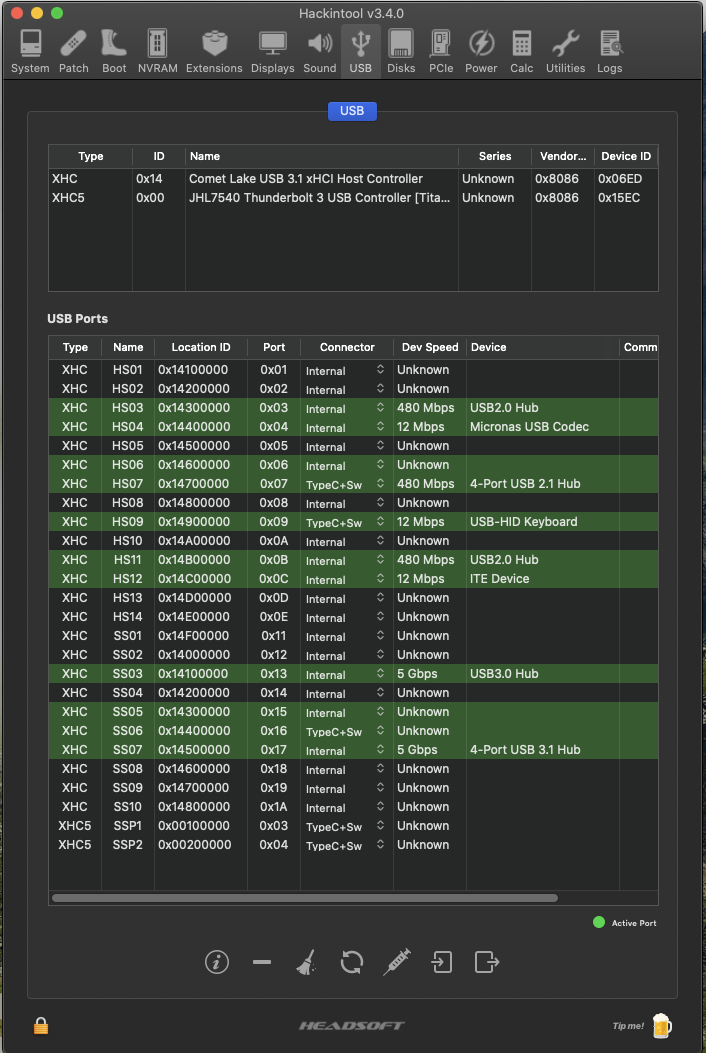 Hackintool v3.4.0
System Patch Boot NVRAM Extensions Displays Sound USB Disks PCIe Power Calc Utilities Logs
USB
Type ID Name Series Vendor... Device ID
XHC 0x14 Comet Lake USB 3.1 xHCI Host Controller Unknown 0x8086 0x06ED
XHC5 0x00 JHL7540 Thunderbolt 3 USB Controller [Tita... Unknown 0x8086 0x15EC
USB Ports
Type Name Location ID Port Connector Dev Speed Device Comm
XHC HS01 0x14100000 0x01 Internal Unknown
XHC HS02 0x14200000 0x02 Internal Unknown
XHC HS03 0x14300000 0x03 Internal 480 Mbps USB2.0 Hub
XHC HS04 0x14400000 0x04 Internal 12 Mbps Micronas USB Codec
XHC HS05 0x14500000 0x05 Internal Unknown
XHC HS06 0x14600000 0x06 Internal Unknown
XHC HS07 0x14700000 0x07 TypeC+Sw 480 Mbps 4-Port USB 2.1 Hub
XHC HS08 0x14800000 0x08 Internal Unknown
XHC HS09 0x14900000 0x09 TypeC+Sw 12 Mbps USB-HID Keyboard
XHC HS10 0x14A00000 0x0A Internal Unknown
XHC HS11 0x14B00000 0x0B Internal 480 Mbps USB2.0 Hub
XHC HS12 0x14C00000 0x0C Internal 12 Mbps ITE Device
XHC HS13 0x14D00000 0x0D Internal Unknown
XHC HS14 0x14E00000 0x0E Internal Unknown
XHC SS01 0x14F00000 0x11 Internal Unknown
XHC SS02 0x14000000 0x12 Internal Unknown
XHC SS03 0x14100000 0x13 Internal 5 Gbps USB3.0 Hub
XHC SS04 0x14200000 0x14 Internal Unknown
XHC SS05 0x14300000 0x15 Internal Unknown
XHC SS06 0x14400000 0x16 TypeC+Sw Unknown
XHC SS07 0x14500000 0x17 Internal 5 Gbps 4-Port USB 3.1 Hub
XHC SS08 0x14600000 0x18 Internal Unknown
XHC SS09 0x14700000 0x19 Internal Unknown
XHC SS10 0x14800000 0x1A Internal Unknown
XHC5 SSP1 0x00100000 0x03 TypeC+Sw Unknown
XHC5 SSP2 0x00200000 0x04 TypeC+Sw Unknown
Active Port
HEADSOFT
Tip me!